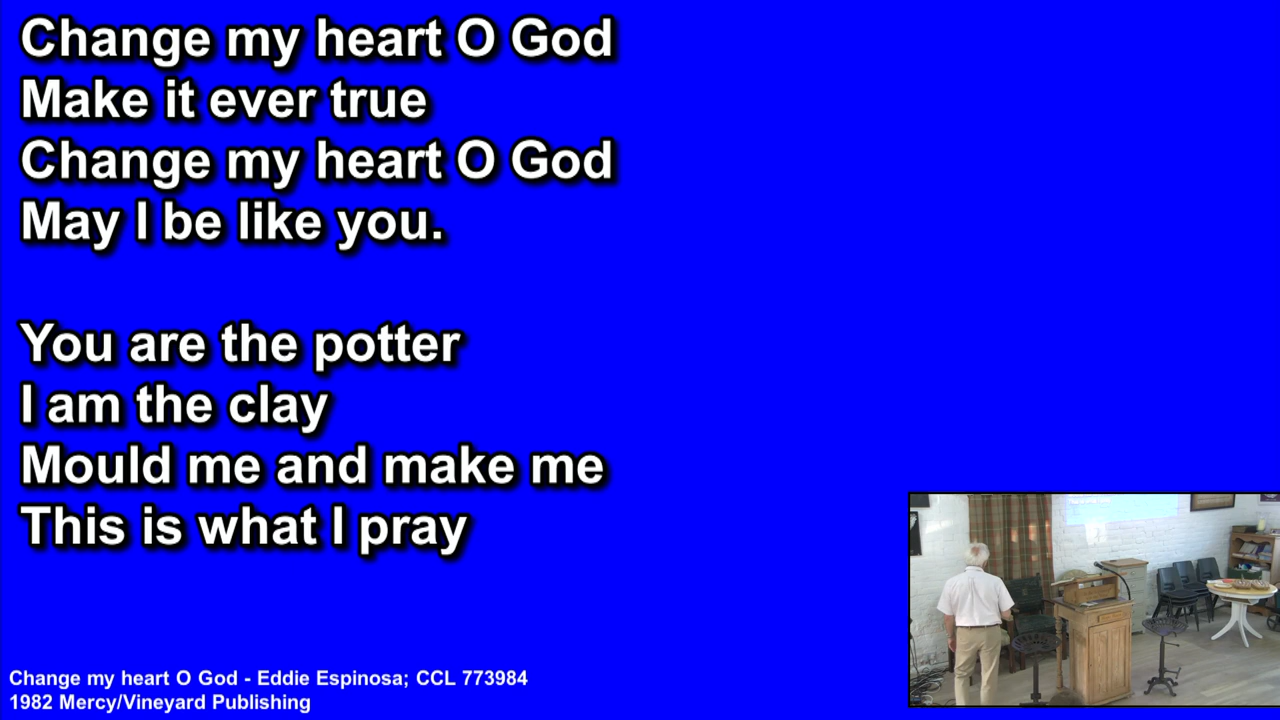 Change my heart O God
Make it ever true
Change my heart O God
May I be like you.
You are the potter
I am the clay
Mould me and make me
This is what I pray
Change my heart O God - Eddie Espinosa; CCL 773984
1982 Mercy/Vineyard Publishing